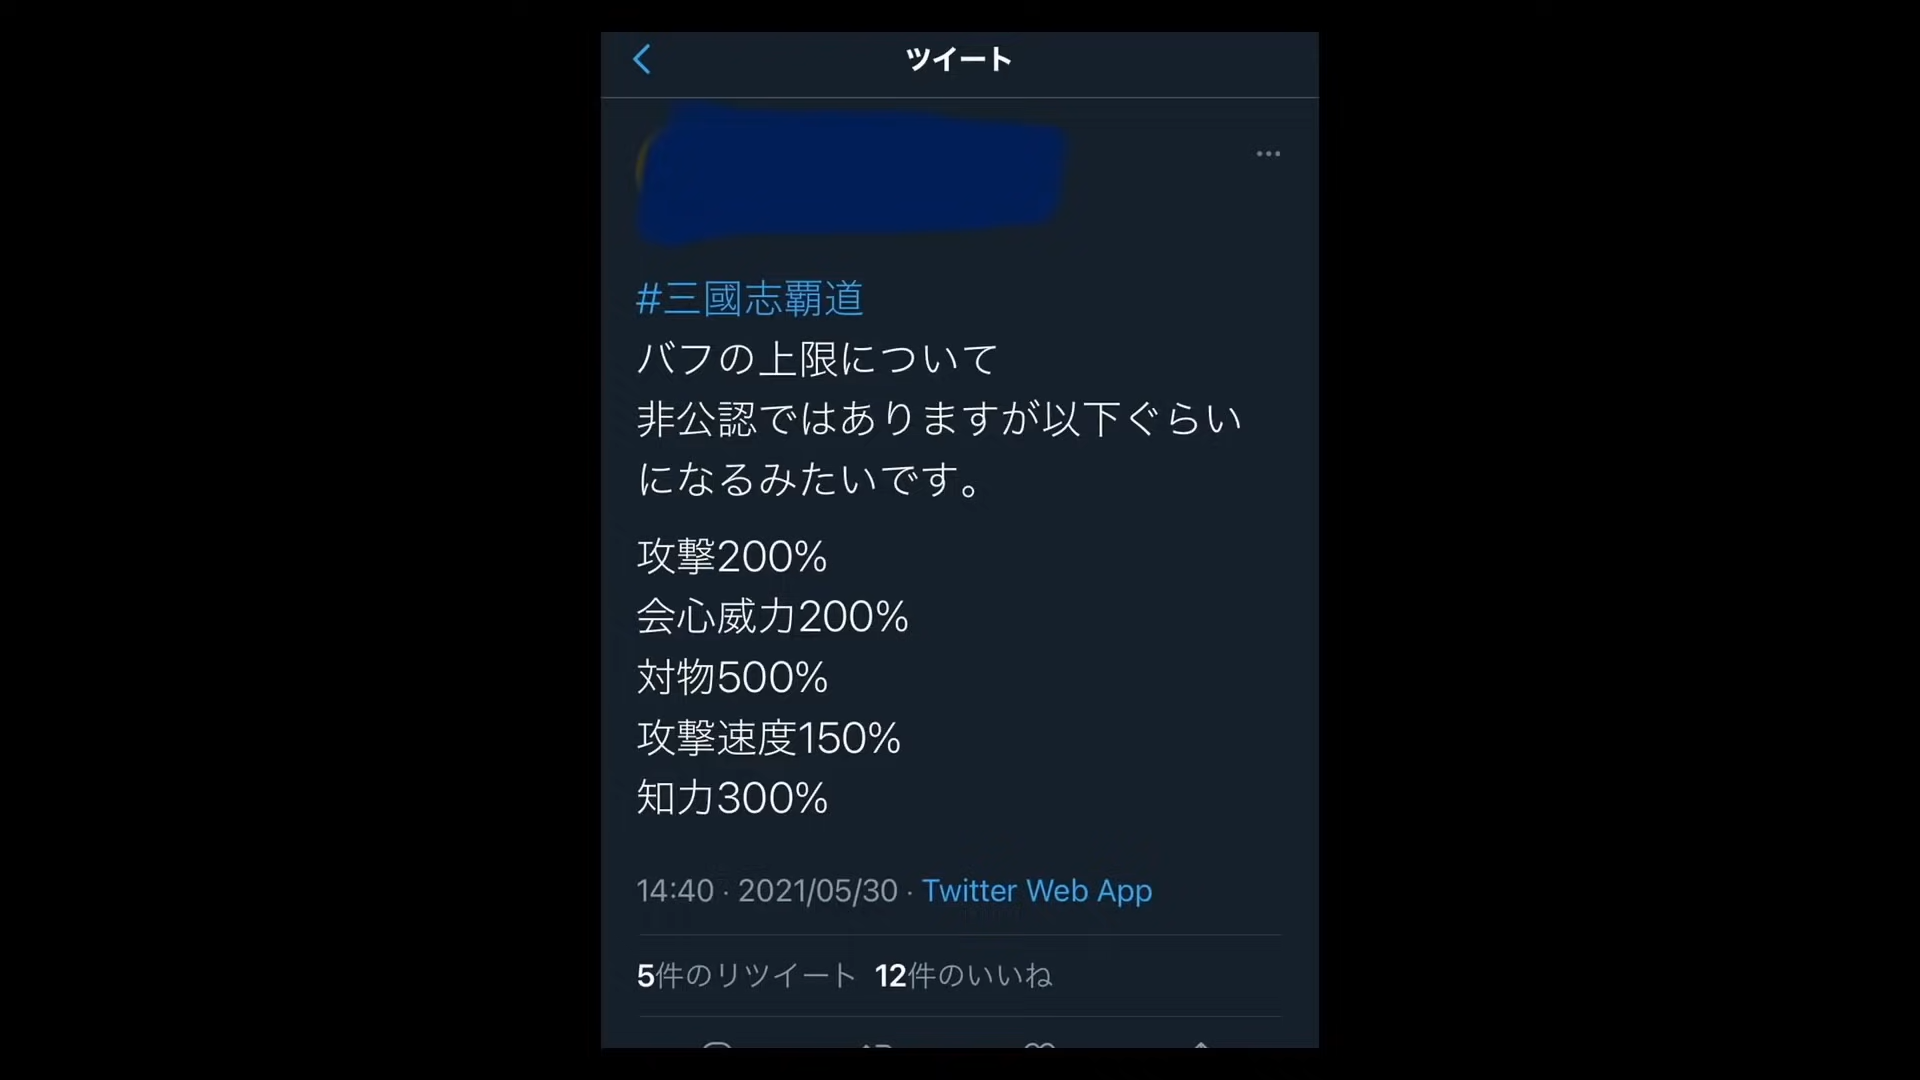 ツイート
#三國志覇道
バフの上限について
非公認ではありますが以下ぐらい
になるみたいです。
攻撃200%
会心威力200%
対物500%
攻撃速度150%
知力300%
14:40 · 2021/05/30 · Twitter Web App
5件のリツイート 12件のいいね